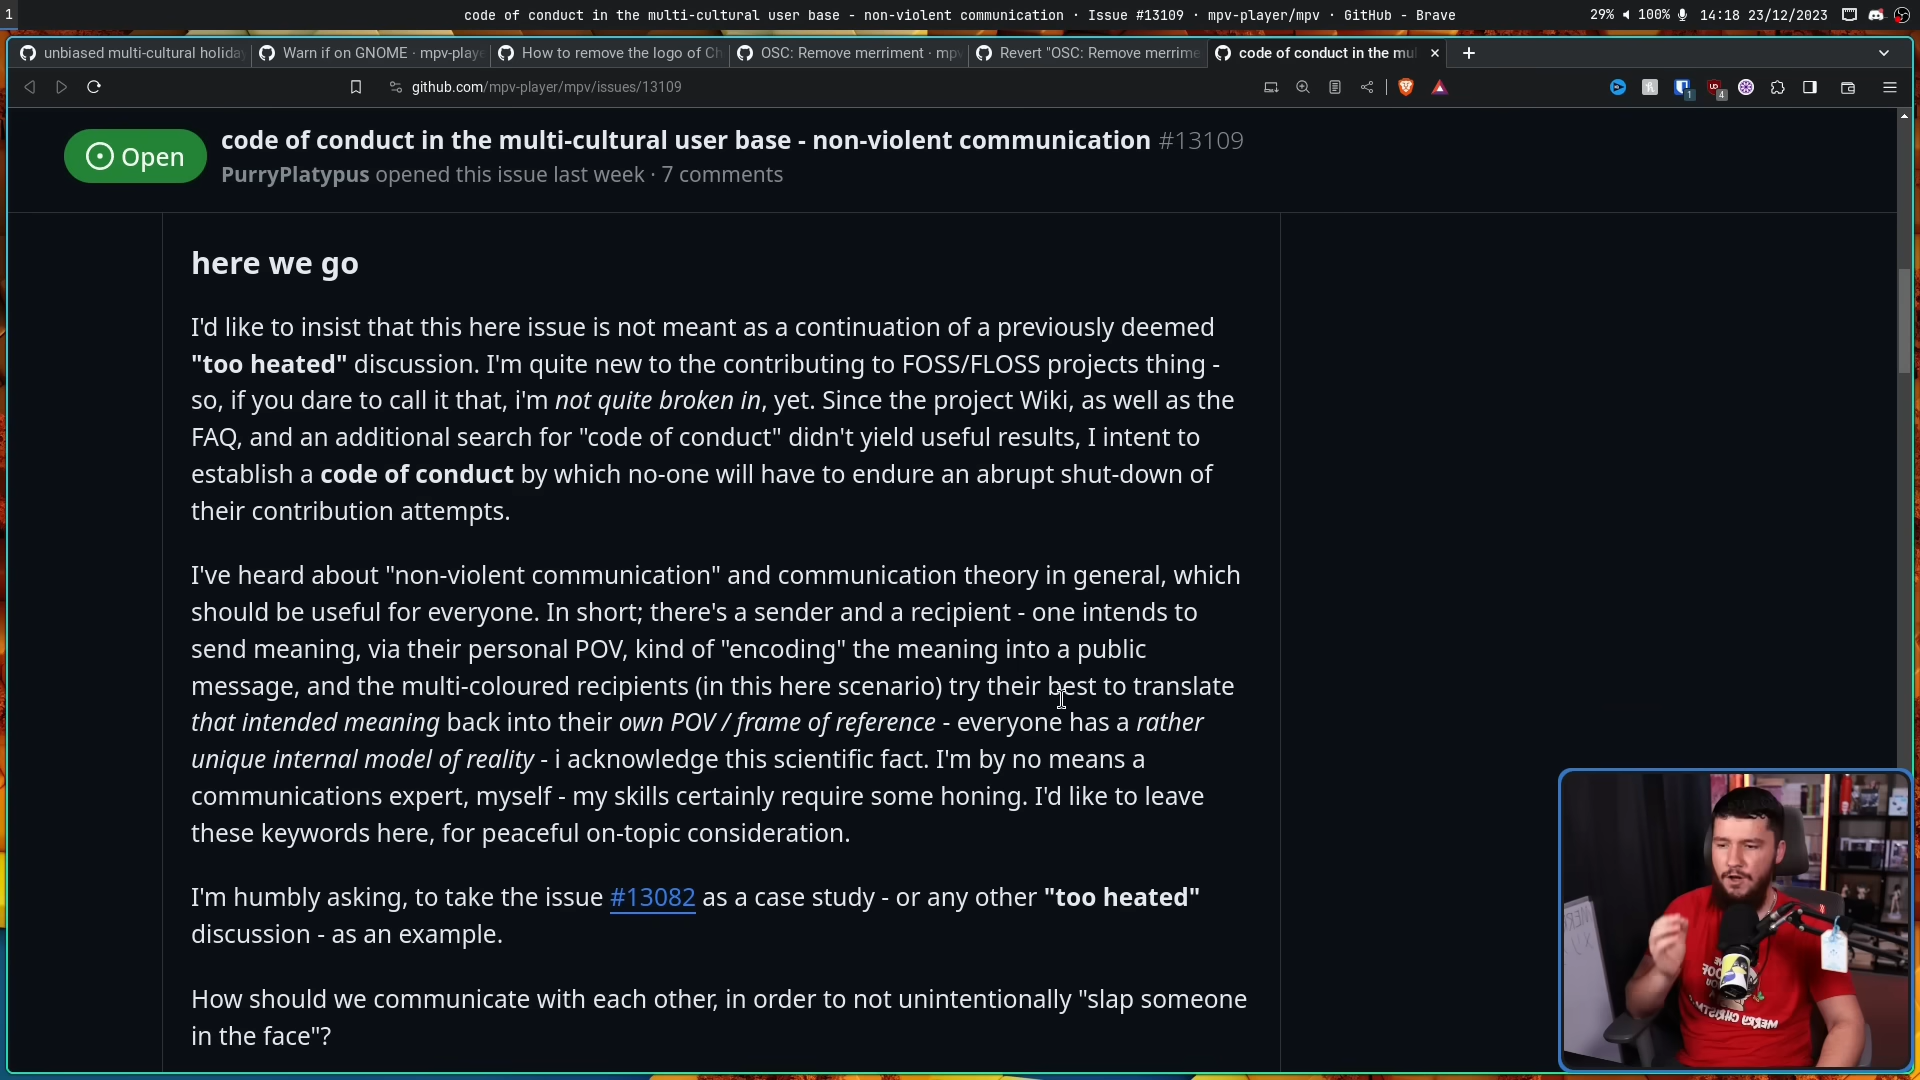 1
code of conduct in the multi-cultural user base - non-violent communication · Issue #13109 · mpv-player/mpv · GitHub - Brave
29% 100% 14:18 23/12/2023
unbiased multi-cultural holiday
Warn if on GNOME · mpv-playe
How to remove the logo of Ch
OSC: Remove merriment · mpv
Revert "OSC: Remove merrime
code of conduct in the mul
github.com/mpv-player/mpv/issues/13109
1
4
Open
code of conduct in the multi-cultural user base - non-violent communication #13109
PurryPlatypus opened this issue last week · 7 comments
here we go
I'd like to insist that this here issue is not meant as a continuation of a previously deemed
"too heated" discussion. I'm quite new to the contributing to FOSS/FLOSS projects thing -
so, if you dare to call it that, i'm not quite broken in, yet. Since the project Wiki, as well as the
FAQ, and an additional search for "code of conduct" didn't yield useful results, I intent to
establish a code of conduct by which no-one will have to endure an abrupt shut-down of
their contribution attempts.
I've heard about "non-violent communication" and communication theory in general, which
should be useful for everyone. In short; there's a sender and a recipient - one intends to
send meaning, via their personal POV, kind of "encoding" the meaning into a public
message, and the multi-coloured recipients (in this here scenario) try their best to translate
that intended meaning back into their own POV / frame of reference - everyone has a rather
unique internal model of reality - i acknowledge this scientific fact. I'm by no means a
communications expert, myself - my skills certainly require some honing. I'd like to leave
these keywords here, for peaceful on-topic consideration.
I'm humbly asking, to take the issue #13082 as a case study - or any other "too heated"
discussion - as an example.
How should we communicate with each other, in order to not unintentionally "slap someone
in the face"?